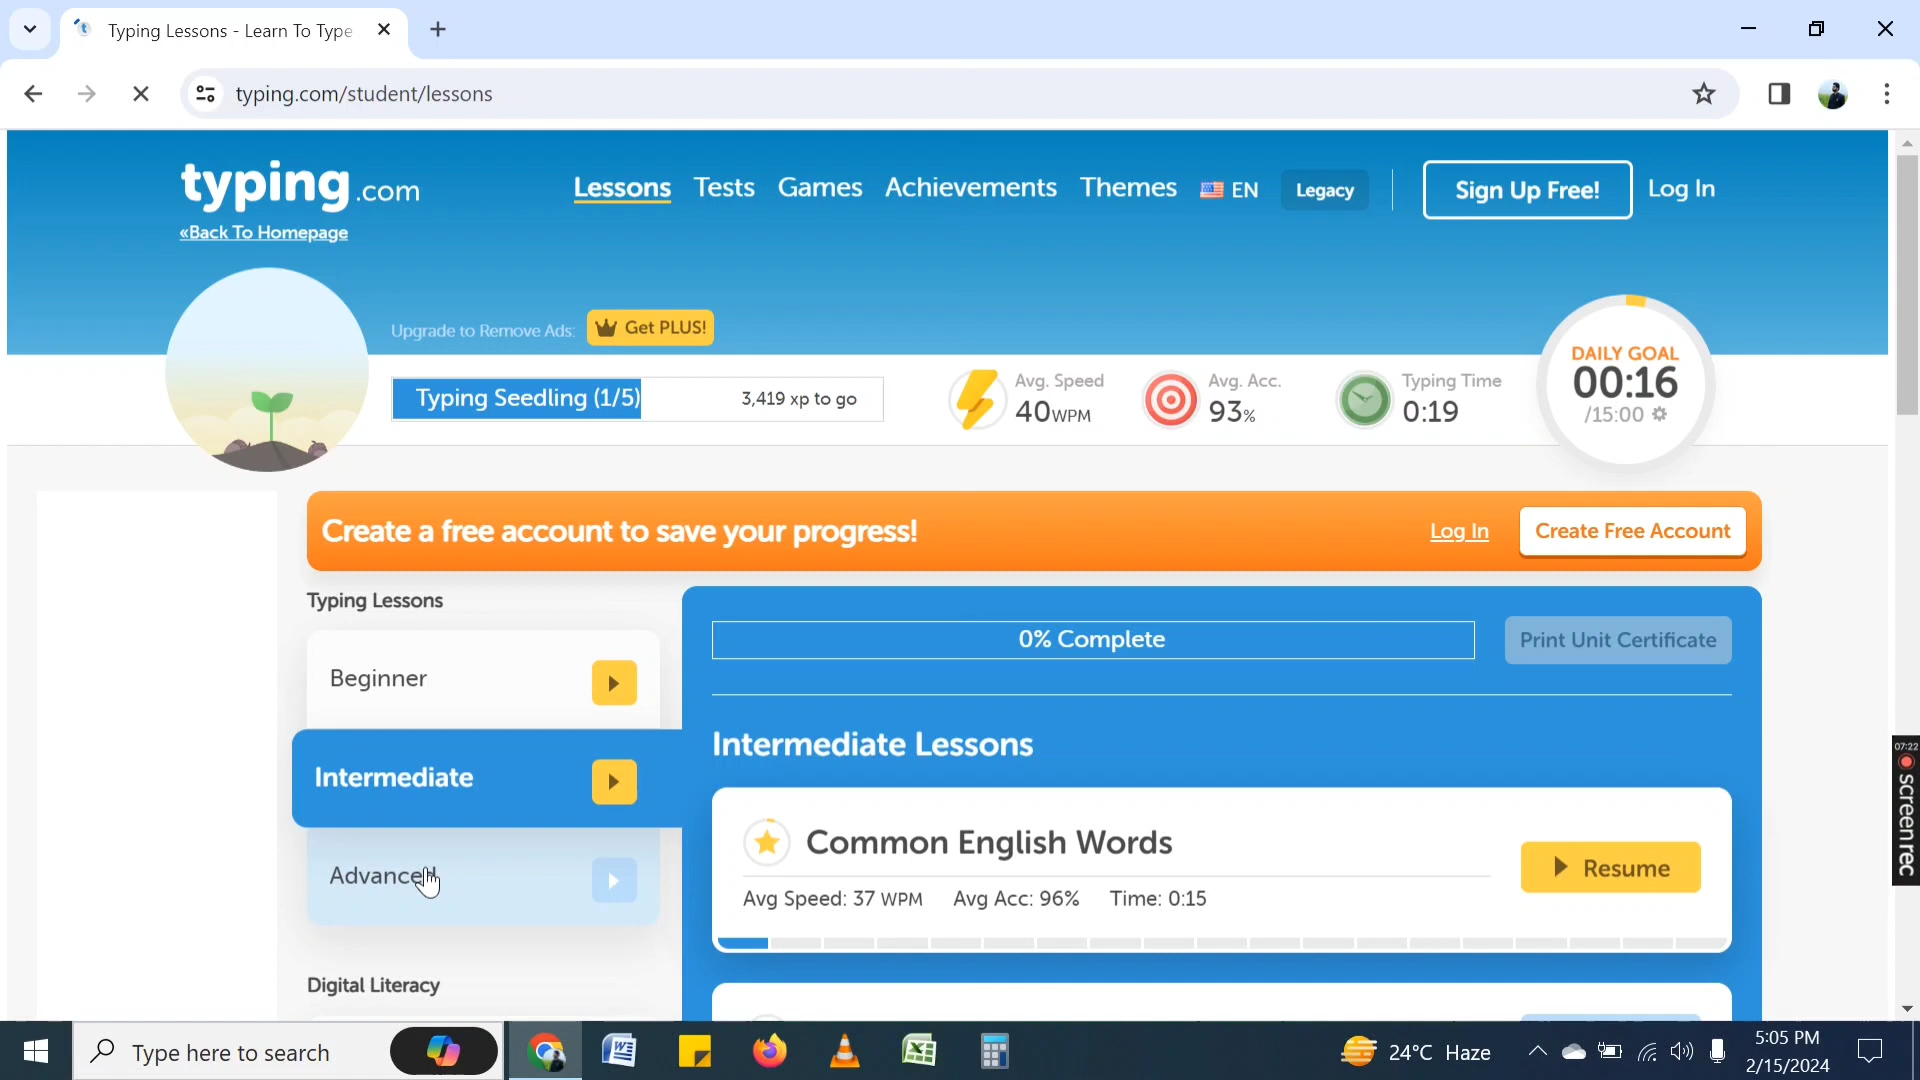 Typing Lessons - Learn To Type
typing.com/student/lessons
typing.com
«Back To Homepage
Lessons Tests Games Achievements Themes EN Legacy Sign Up Free! Log In
Upgrade to Remove Ads: Get PLUS!
Typing Seedling (1/5) 3,419 xp to go
Avg. Speed
40WPM
Avg. Acc.
93%
Typing Time
0:19
DAILY GOAL
00:16
/15:00
Create a free account to save your progress! Log In Create Free Account
Typing Lessons
Beginner
Intermediate
Advanced
Digital Literacy
0% Complete Print Unit Certificate
Intermediate Lessons
Common English Words
Avg Speed: 37 WPM Avg Acc: 96% Time: 0:15
Resume
07:22
screen rec
Type here to search
24°C Haze
5:05 PM
2/15/2024